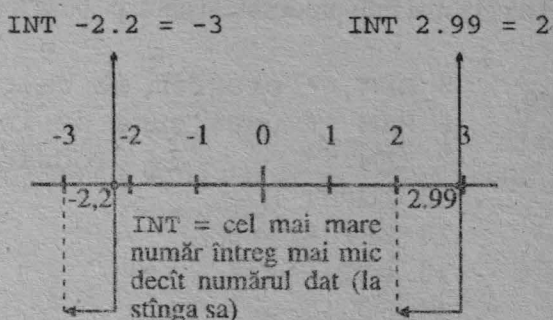 INT -2.2 = -3 INT 2.99 = 2
-3 -2 -1 0 1 2 3
-2,2 2.99
INT = cel mai mare
număr întreg mai mic
decît numărul dat (la
stînga sa)